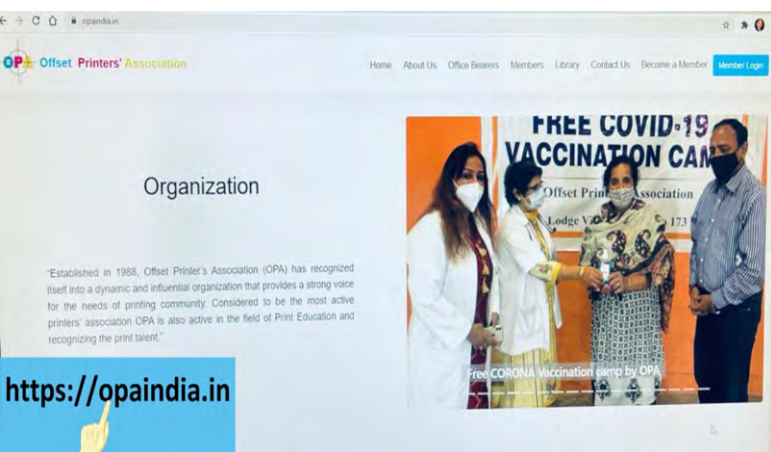 opaindia.in
OPA Offset Printers' Association
Home About Us Office Bearers Members Library Contact Us Become a Member Member Login
FREE COVID-19
VACCINATION CAM
Offset Print Association
Lodge V 173
Organization
"Established in 1988, Offset Printer's Association (OPA) has recognized
itself into a dynamic and influential organization that provides a strong voice
for the needs of printing community. Considered to be the most active
printers' association OPA is also active in the field of Print Education and
recognizing the print talent."
Free CORONA Vaccination camp by OPA
https://opaindia.in